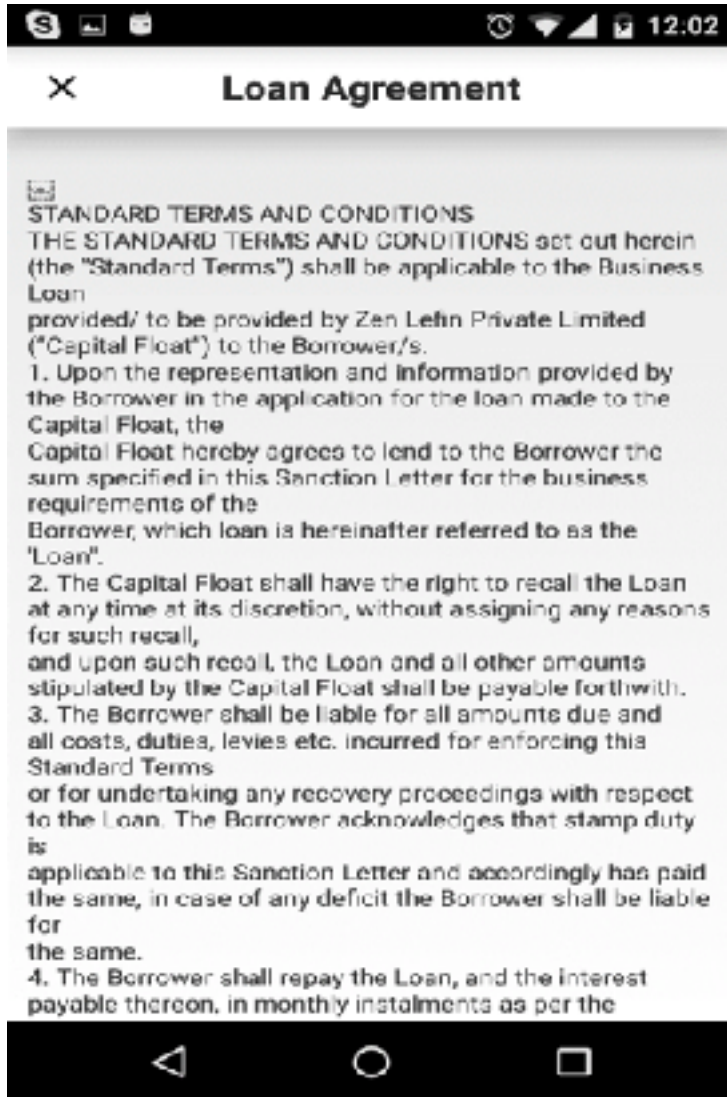 12:02
Loan Agreement
STANDARD TERMS AND CONDITIONS
THE STANDARD TERMS AND CONDITIONS set out herein
(the "Standard Terms") shall be applicable to the Business
Loan
provided/ to be provided by Zen Lefin Private Limited
("Capital Float") to the Borrower/s.
1. Upon the representation and information provided by
the Borrower in the application for the loan made to the
Capital Float, the
Capital Float hereby agrees to lend to the Borrower the
sum specified in this Sanction Letter for the business
requirements of the
Borrower, which loan is hereinafter referred to as the
'Loan".
2. The Capital Float shall have the right to recall the Loan
at any time at its discretion, without assigning any reasons
for such recall,
and upon such recall, the Loan and all other amounts
stipulated by the Capital Float shall be payable forthwith.
3. The Borrower shall be liable for all amounts due and
all costs, duties, levies etc. incurred for enforcing this
Standard Terms
or for undertaking any recovery proceedings with respect
to the Loan. The Borrower acknowledges that stamp duty
is
applicable to this Sanction Letter and accordingly has paid
the same, in case of any deficit the Borrower shall be liable
for
the same.
4. The Borrower shall repay the Loan, and the interest
payable thereon, in monthly instalments as per the